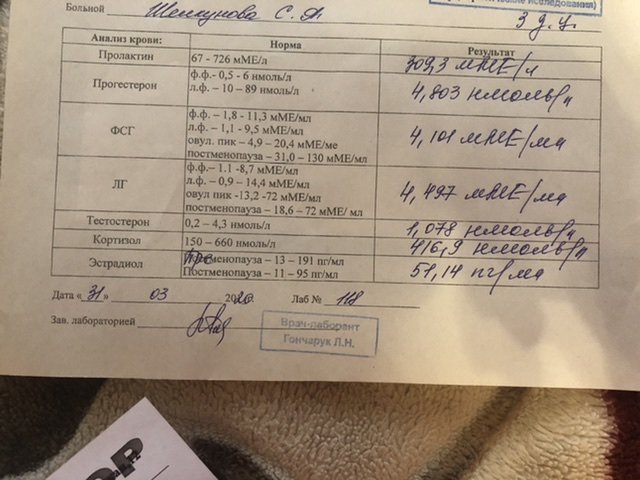 исследования)
Больной Шепкунова С. А
3 д.у.
Анализ крови: Норма Результат
Пролактин 67 - 726 мМЕ/л 309,3 мМЕ/л
Прогестерон ф.ф.- 0,5 - 6 нмоль/л 4,803 нмоль/л
л.ф. – 10 – 89 нмоль/л
ФСГ ф.ф. – 1,8 - 11,3 мМЕ/мл 4,101 мМЕ/мл
л.ф. - 1,1 - 9,5 мМЕ/мл
овул. пик – 4,9 – 20,4 мМЕ/ме
постменопауза – 31,0 – 130 мМЕ/мл
ЛГ ф.ф.– 1.1 -8,7 мМЕ/мл 4,497 мМЕ/мл
л.ф. – 0,9 – 14,4 мМЕ/мл
овул пик -13,2 -72 мМЕ/мл
постменопауза – 18,6 – 72 мМЕ/ мл
Тестостерон 0,2 – 4,3 нмоль/л 1,078 нмоль/л
Кортизол 150 – 660 нмоль/л 416,9 нмоль/л
Эстрадиол менопауза – 13 – 191 пг/мл 51,14 пг/мл
Постменопауза – 11 – 95 пг/мл
Дата « 31 » 03 2020 Лаб № 118
Зав. лабораторией
Врач-лаборант
Гончарук Л.Н.